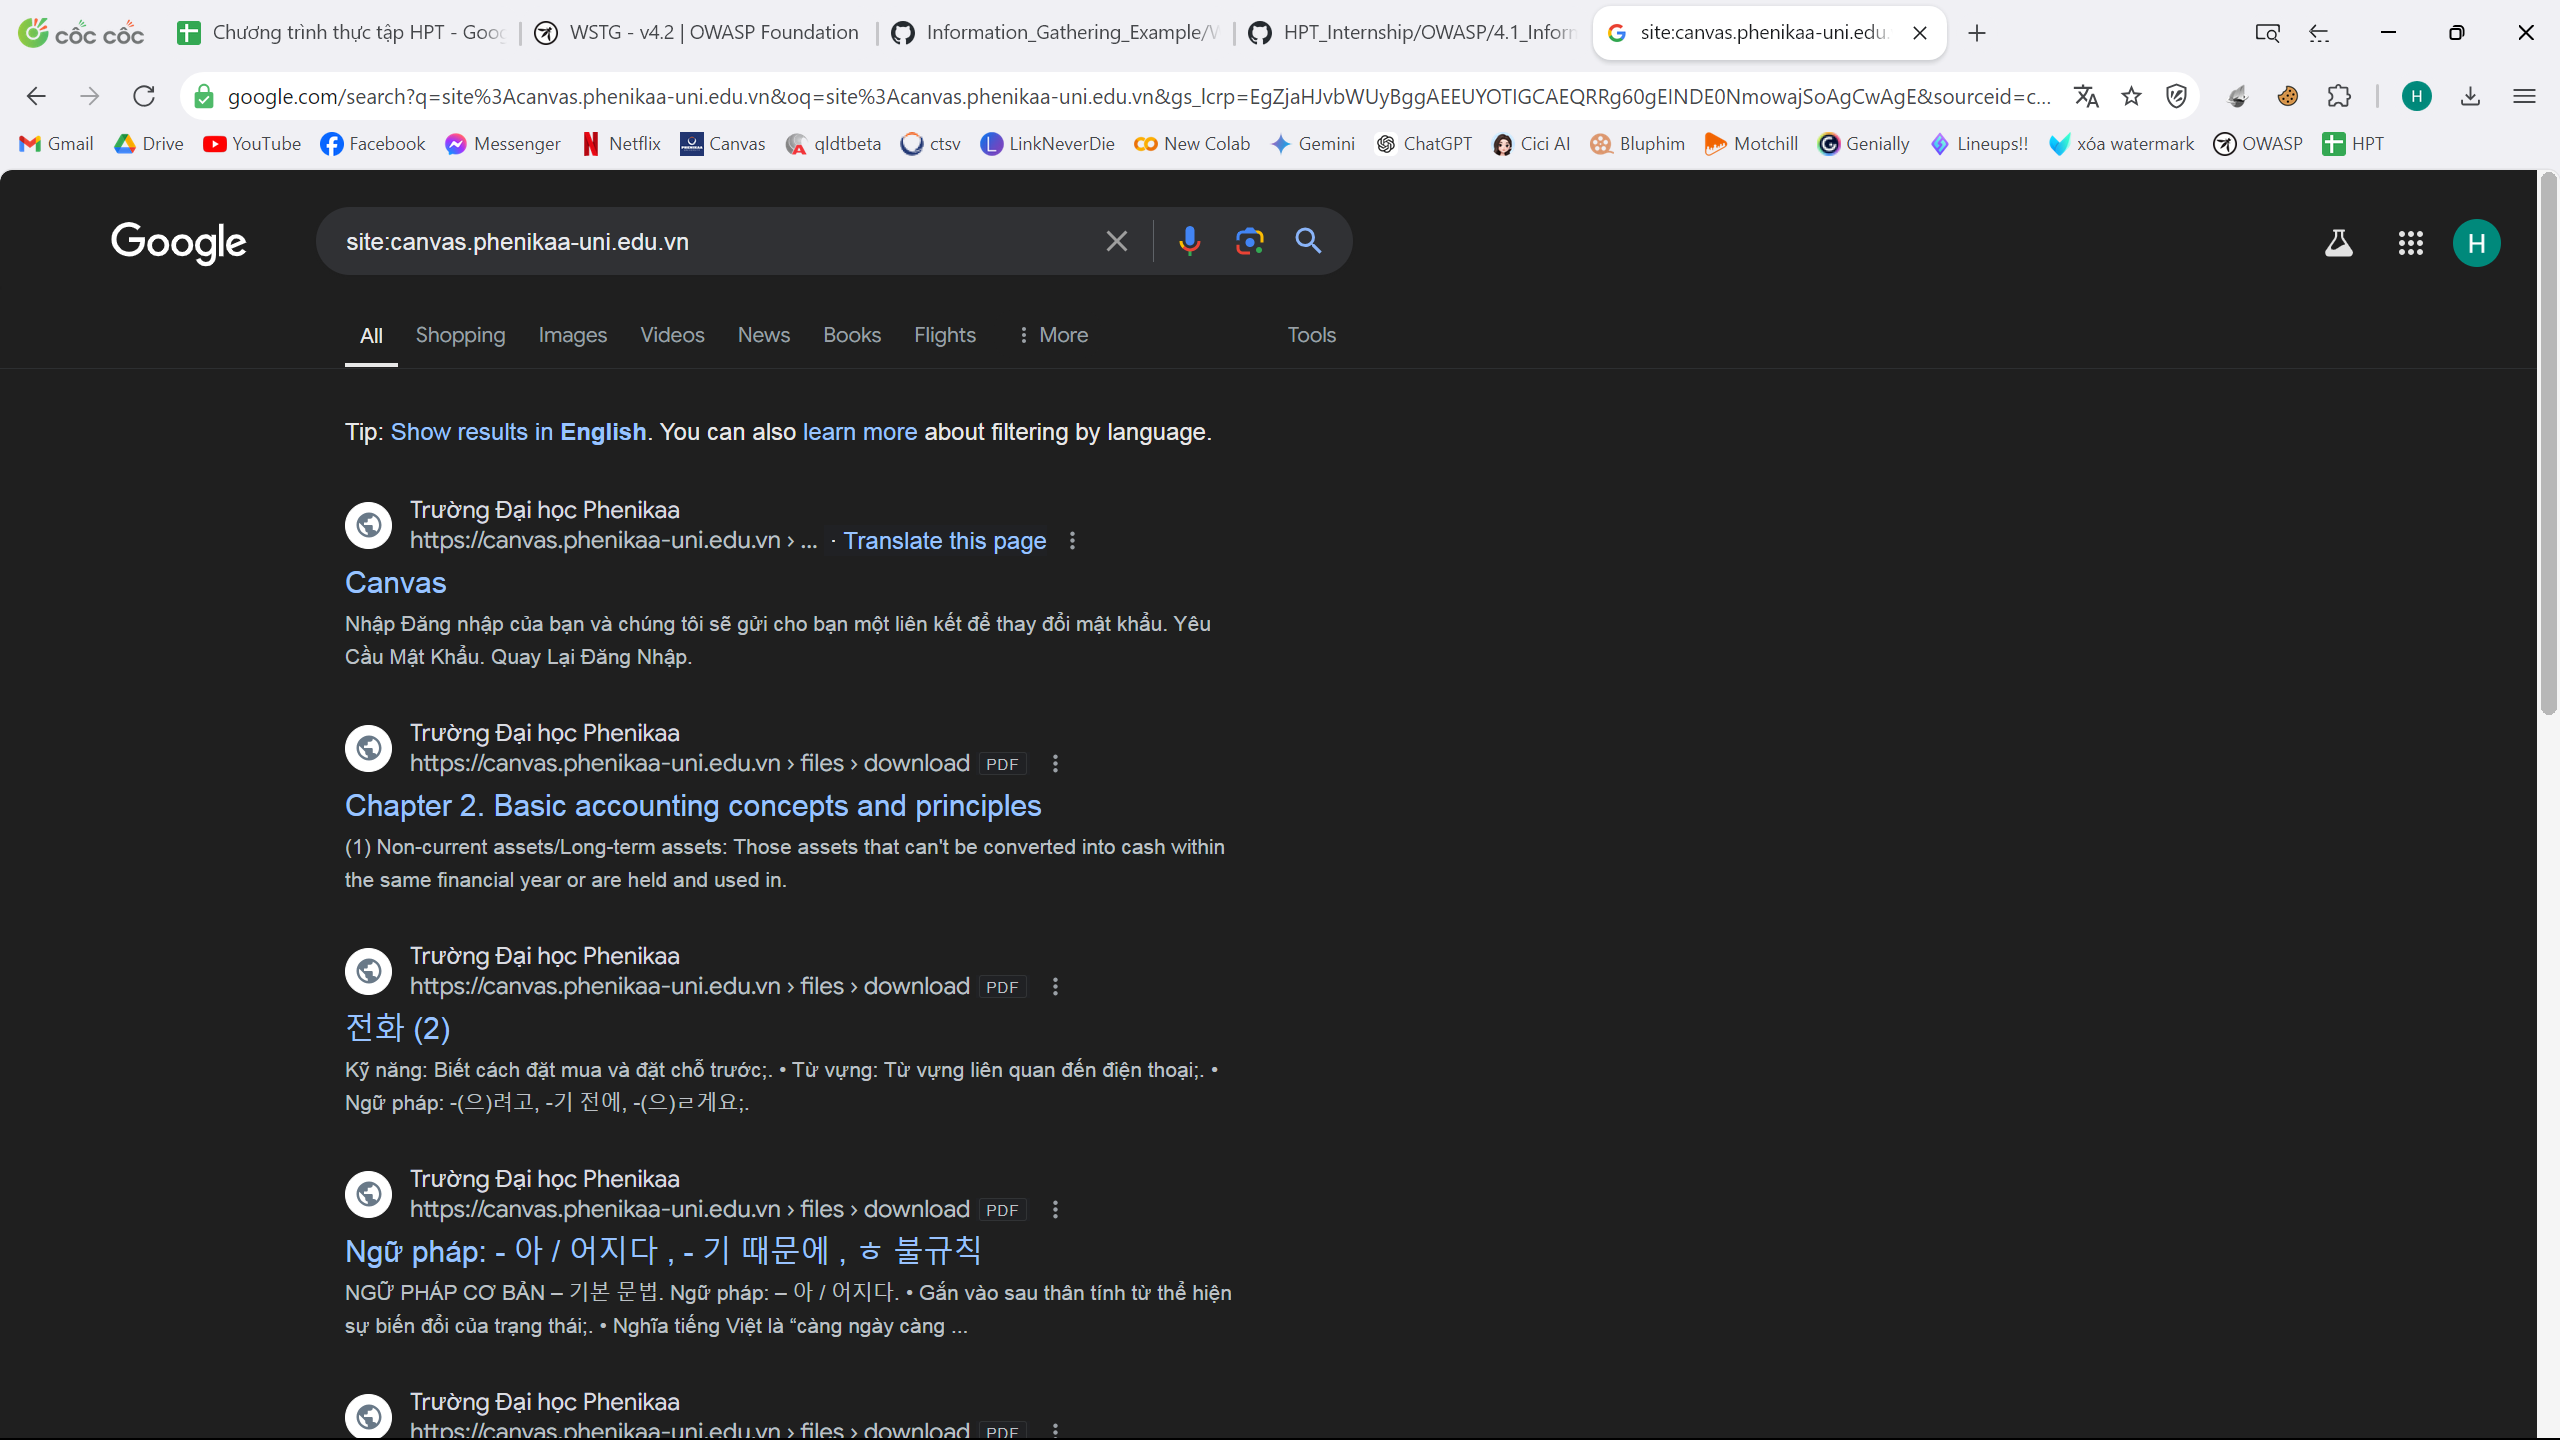 cốc cốc
Chương trình thực tập HPT - Goog
WSTG - v4.2 | OWASP Foundation
Information_Gathering_Example/W
HPT_Internship/OWASP/4.1_Inform
site:canvas.phenikaa-uni.edu.
google.com/search?q=site%3Acanvas.phenikaa-uni.edu.vn&oq=site%3Acanvas.phenikaa-uni.edu.vn&gs_lcrp=EgZjaHJvbWUyBggAEEUYOTIGCAEQRRg60gEINDE0NmowajSoAgCwAgE&sourceid=c...
H
Gmail
Drive
YouTube
Facebook
Messenger
Netflix
Canvas
qldtbeta
ctsv
LinkNeverDie
New Colab
Gemini
ChatGPT
Cici AI
Bluphim
Motchill
Genially
Lineups!!
xóa watermark
OWASP
HPT
Google
site:canvas.phenikaa-uni.edu.vn
H
All
Shopping
Images
Videos
News
Books
Flights
More
Tools
Tip: Show results in English. You can also learn more about filtering by language.
Trường Đại học Phenikaa
https://canvas.phenikaa-uni.edu.vn › ... · Translate this page
Canvas
Nhập Đăng nhập của bạn và chúng tôi sẽ gửi cho bạn một liên kết để thay đổi mật khẩu. Yêu
Cầu Mật Khẩu. Quay Lại Đăng Nhập.
Trường Đại học Phenikaa
https://canvas.phenikaa-uni.edu.vn › files › download PDF
Chapter 2. Basic accounting concepts and principles
(1) Non-current assets/Long-term assets: Those assets that can't be converted into cash within
the same financial year or are held and used in.
Trường Đại học Phenikaa
https://canvas.phenikaa-uni.edu.vn › files › download PDF
전화 (2)
Kỹ năng: Biết cách đặt mua và đặt chỗ trước;. • Từ vựng: Từ vựng liên quan đến điện thoại;. •
Ngữ pháp: -(으)려고, -기 전에, -(으)ㄹ게요;.
Trường Đại học Phenikaa
https://canvas.phenikaa-uni.edu.vn › files › download PDF
Ngữ pháp: - 아 / 어지다 , - 기 때문에 , ㅎ 불규칙
NGỮ PHÁP CƠ BẢN – 기본 문법. Ngữ pháp: – 아 / 어지다. • Gắn vào sau thân tính từ thể hiện
sự biến đổi của trạng thái;. • Nghĩa tiếng Việt là “càng ngày càng ...
Trường Đại học Phenikaa
https://canvas.phenikaa-uni.edu.vn › files › download PDF